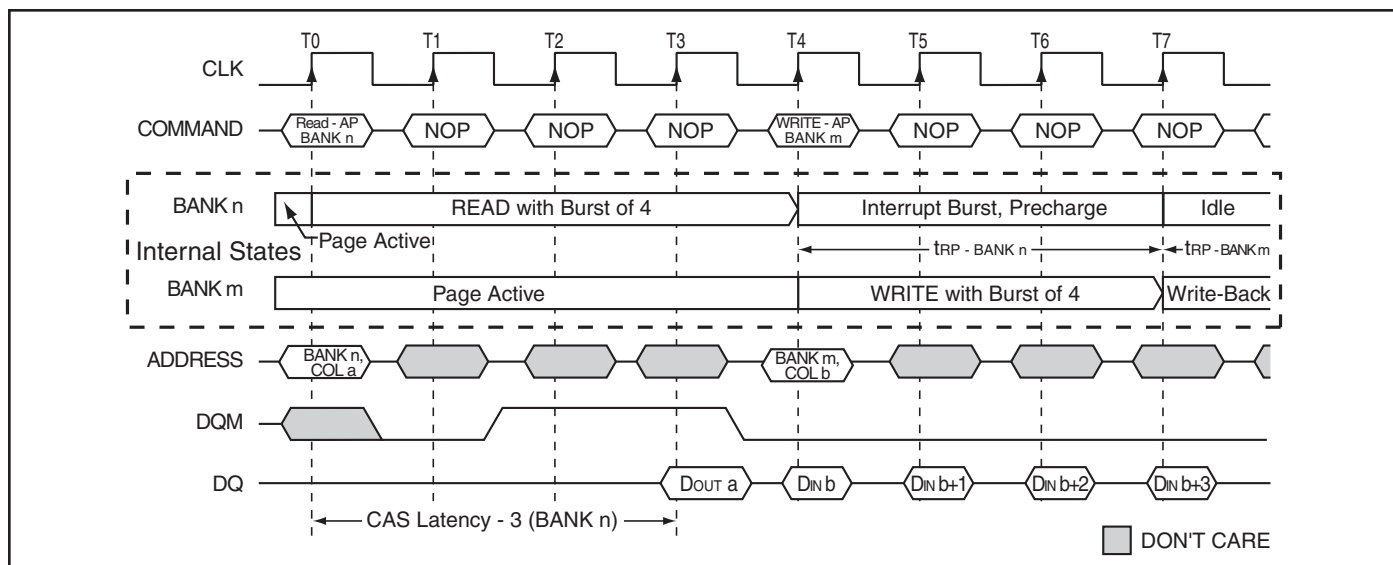 T0 T1 T2 T3 T4 T5 T6 T7
CLK
COMMAND Read - AP BANK n NOP NOP NOP WRITE - AP BANK m NOP NOP NOP
BANK n READ with Burst of 4 Interrupt Burst, Precharge Idle
Page Active
Internal States tRP - BANK n tRP - BANK m
BANK m Page Active WRITE with Burst of 4 Write-Back
ADDRESS BANK n, COL a BANK m, COL b
DQM
DQ DOUT a DIN b DIN b+1 DIN b+2 DIN b+3
CAS Latency - 3 (BANK n)
DON'T CARE